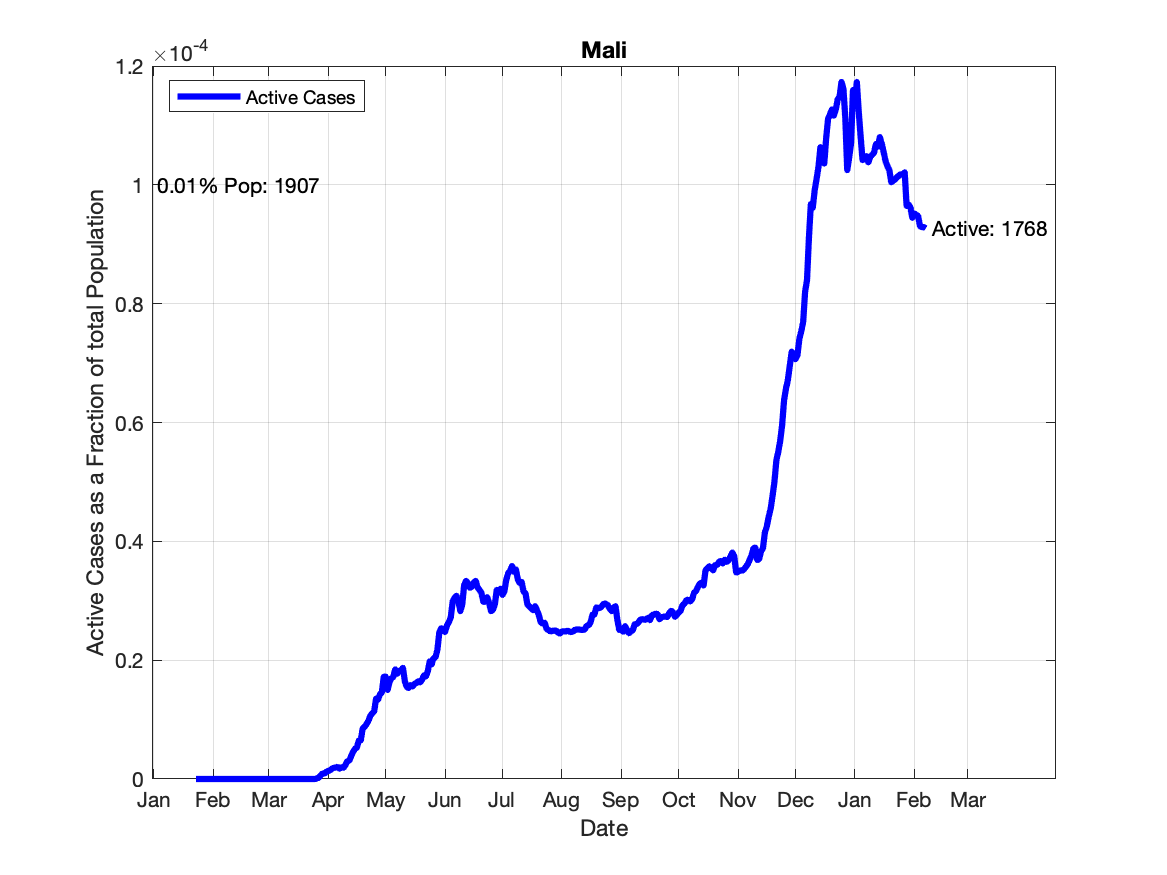 Mali
×10-4
Active Cases
1.2
1
0.8
0.6
0.4
0.2
0
0.01% Pop: 1907
Active: 1768
Active Cases as a Fraction of total Population
Jan Feb Mar Apr May Jun Jul Aug Sep Oct Nov Dec Jan Feb Mar
Date